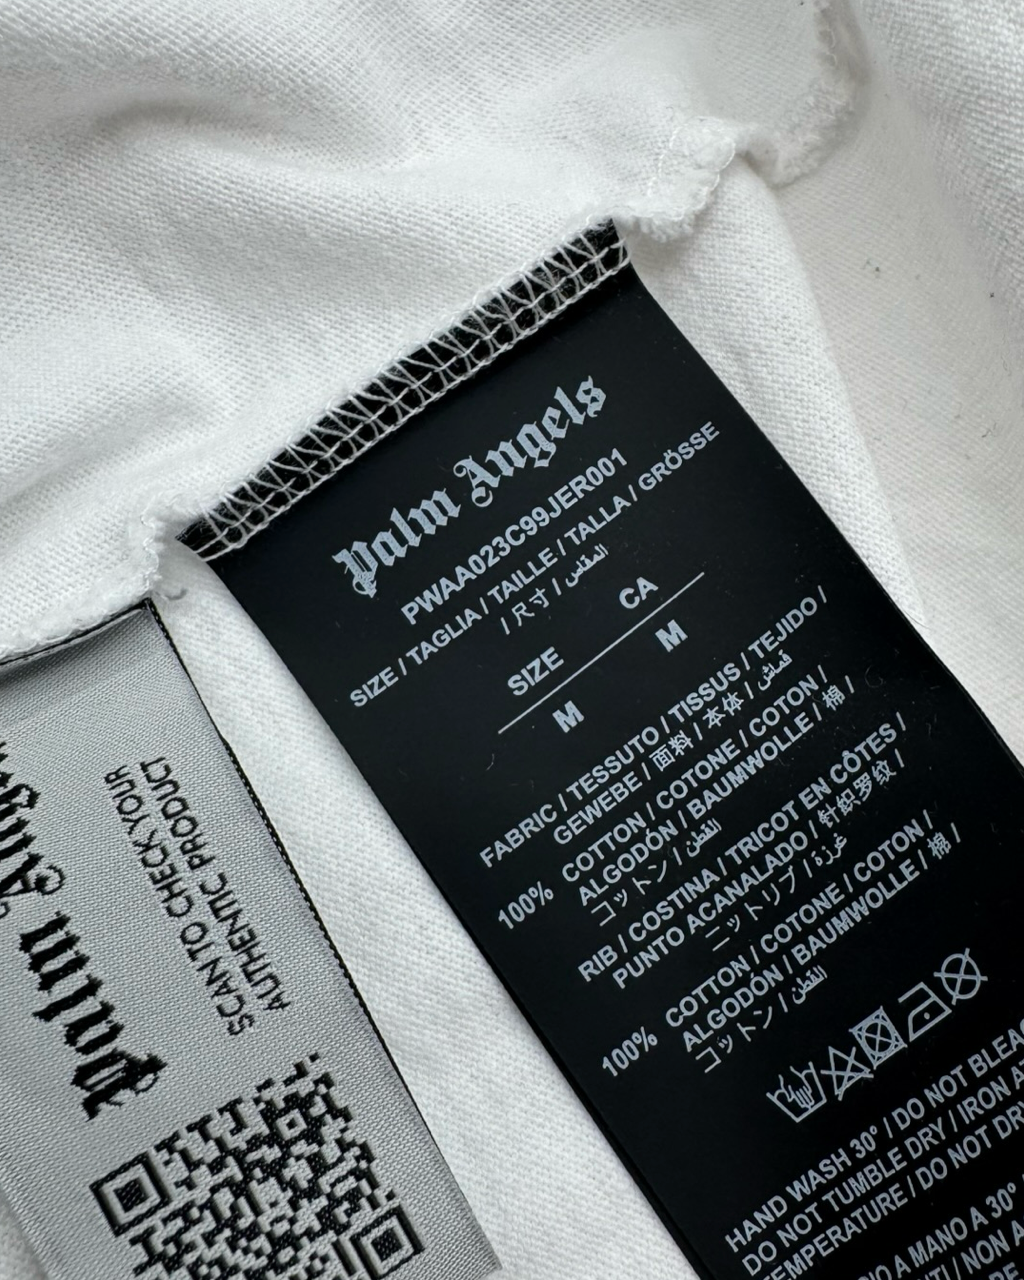 Palm Angels
PWAA023C99JER001
SIZE / TAGLIA / TAILLE / TALLA / GRÖSSE
/ 尺寸 / المقاس
SIZE CA
M M
FABRIC / TESSUTO / TISSUS / TEJIDO /
GEWEBE / 面料 / 本体 / قماش
100% COTTON / COTONE / COTON /
ALGODÓN / BAUMWOLLE / 棉 /
コットン / القطن
RIB / COSTINA / TRICOT EN CÔTES /
PUNTO ACANALADO / 针织罗纹 /
ニットリブ / غرزة
100% COTTON / COTONE / COTON /
ALGODÓN / BAUMWOLLE / 棉 /
コットン / القطن
HAND WASH 30° / DO NOT BLEAC
DO NOT TUMBLE DRY / IRON AT
TEMPERATURE / DO NOT DRY
A MANO A 30°
/ NON A
Palm Angel
SCAN TO CHECK YOUR
AUTHENTIC PRODUCT